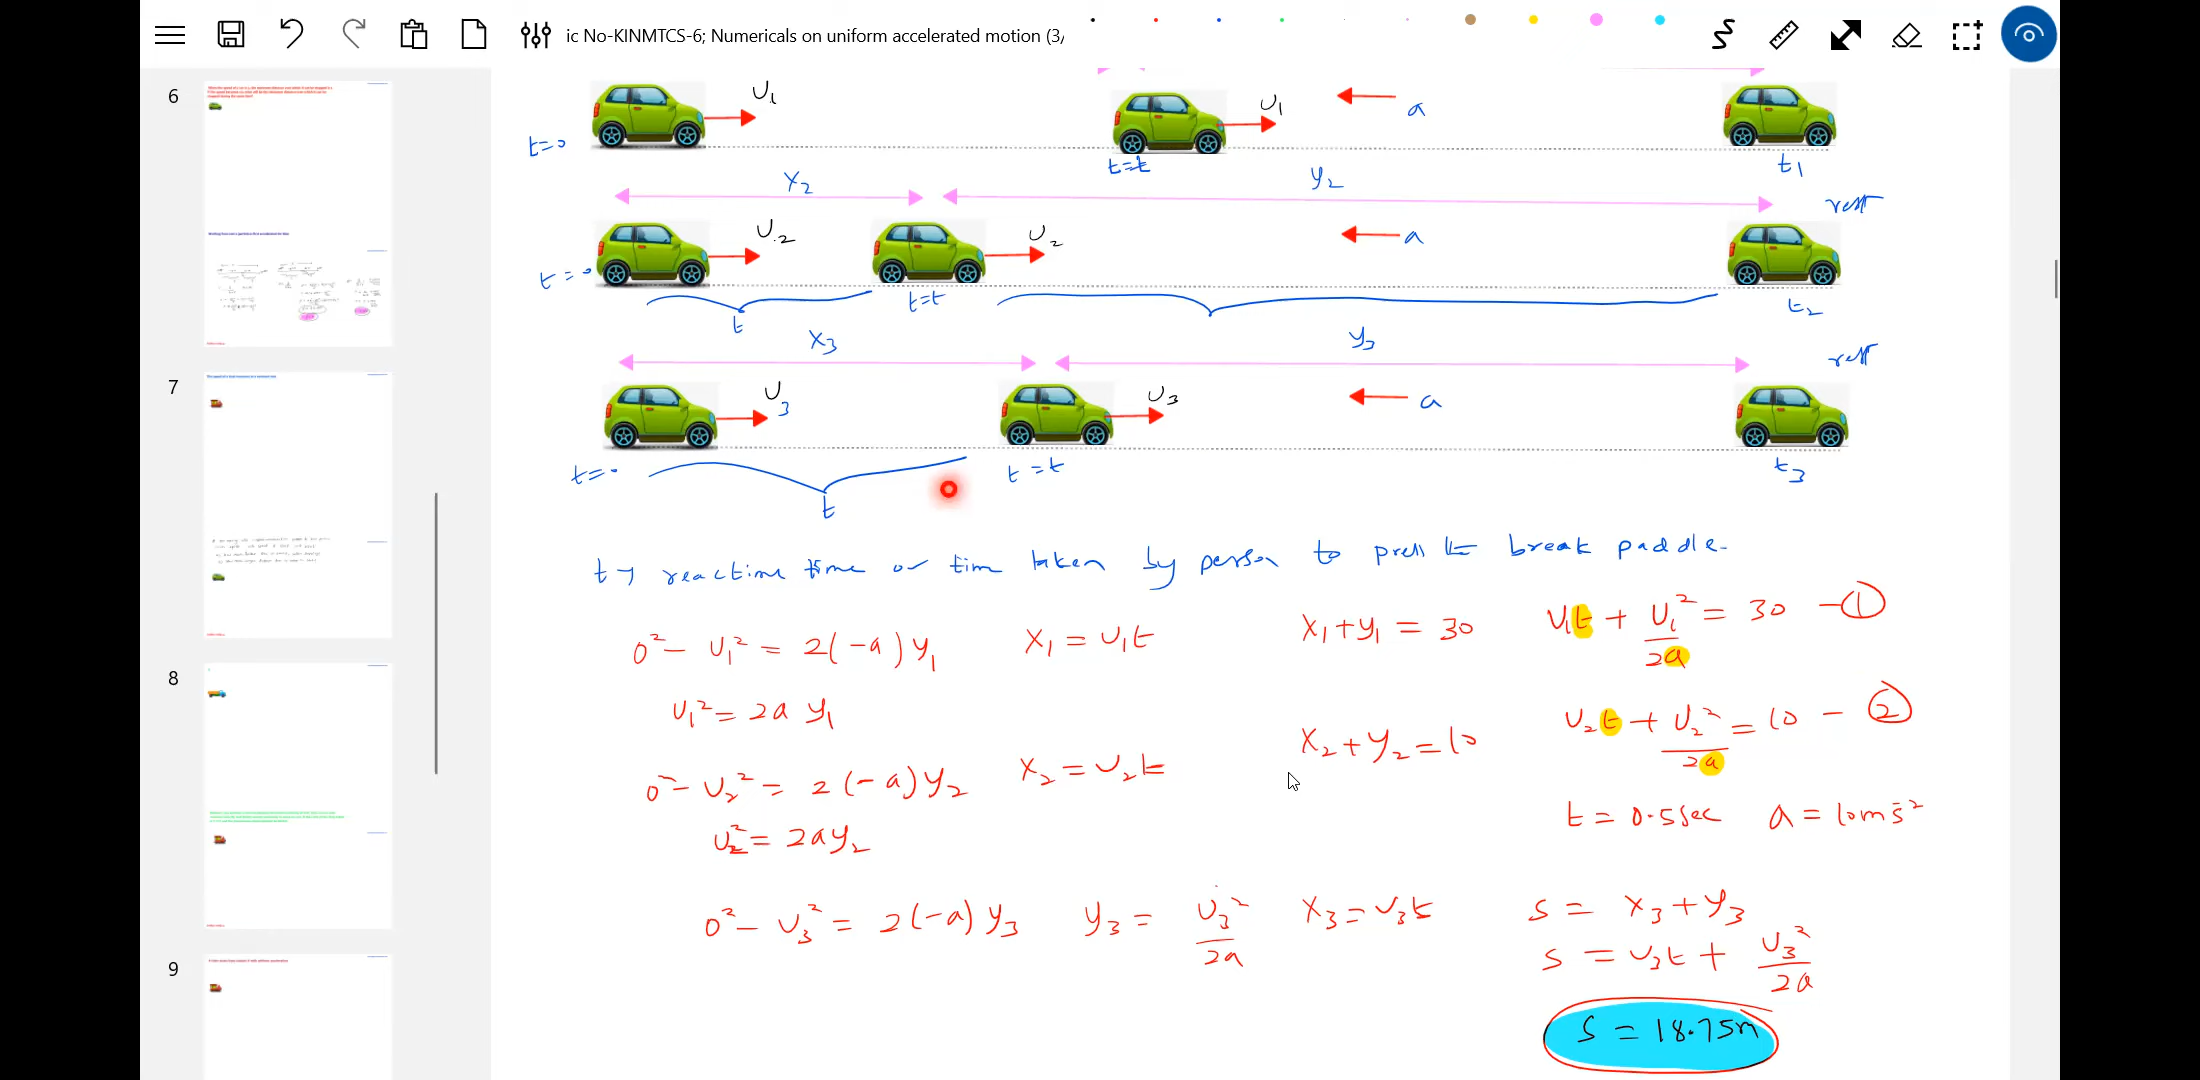 ic No-KINMTCS-6; Numericals on uniform accelerated motion (3/
6
7
8
9
U₁
U₁
a
t=0
t=t
t₁
x₂
y₂
rest
U₂
U₂
a
t=0
t=t
t₂
t
x₃
y₃
rest
U₃
U₃
a
t=0
t=t
t₃
t
t → reactime time or time taken by person to press break paddle.
0² - U₁² = 2(-a) y₁
x₁ = U₁t
x₁+y₁ = 30
U₁t + U₁²/2a = 30 - ①
U₁² = 2a y₁
x₂+y₂ = 10
U₂t + U₂²/2a = 10 - ②
0² - U₂² = 2(-a) y₂
x₂ = U₂t
U₂² = 2ay₂
t = 0.5sec
a = 10ms⁻²
0² - U₃² = 2(-a) y₃
y₃ = U₃²/2a
x₃ = U₃t
s = x₃+y₃
s = U₃t + U₃²/2a
s = 18.75m